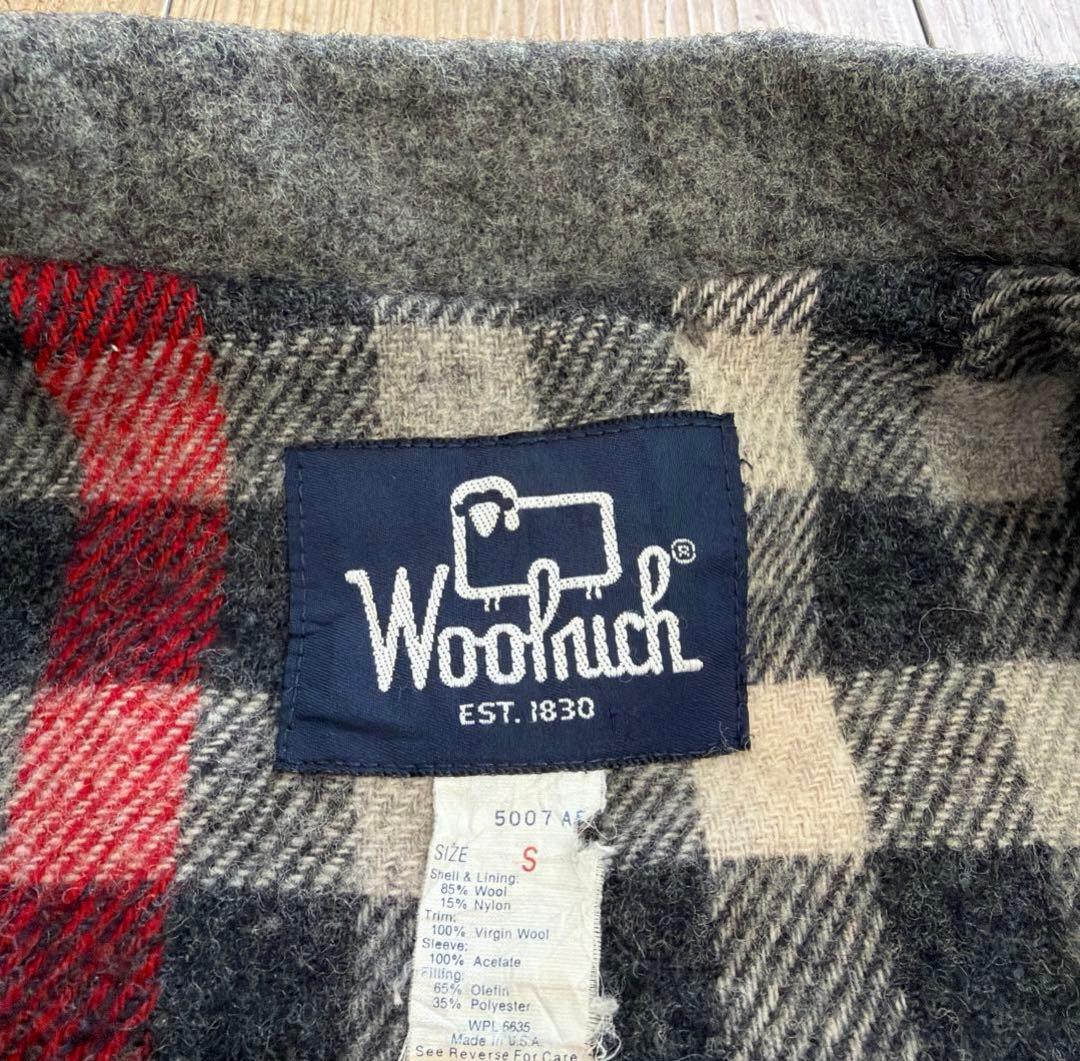 Woolrich®
EST. 1830
5007
SIZE S
Shell & Lining:
85% Wool
15% Nylon
Trim:
100% Virgin Wool
Sleeve:
100% Acetate
Filling:
65% Olefin
35% Polyester
WPL 6635
Made in U.S.A.
See Reverse For Care